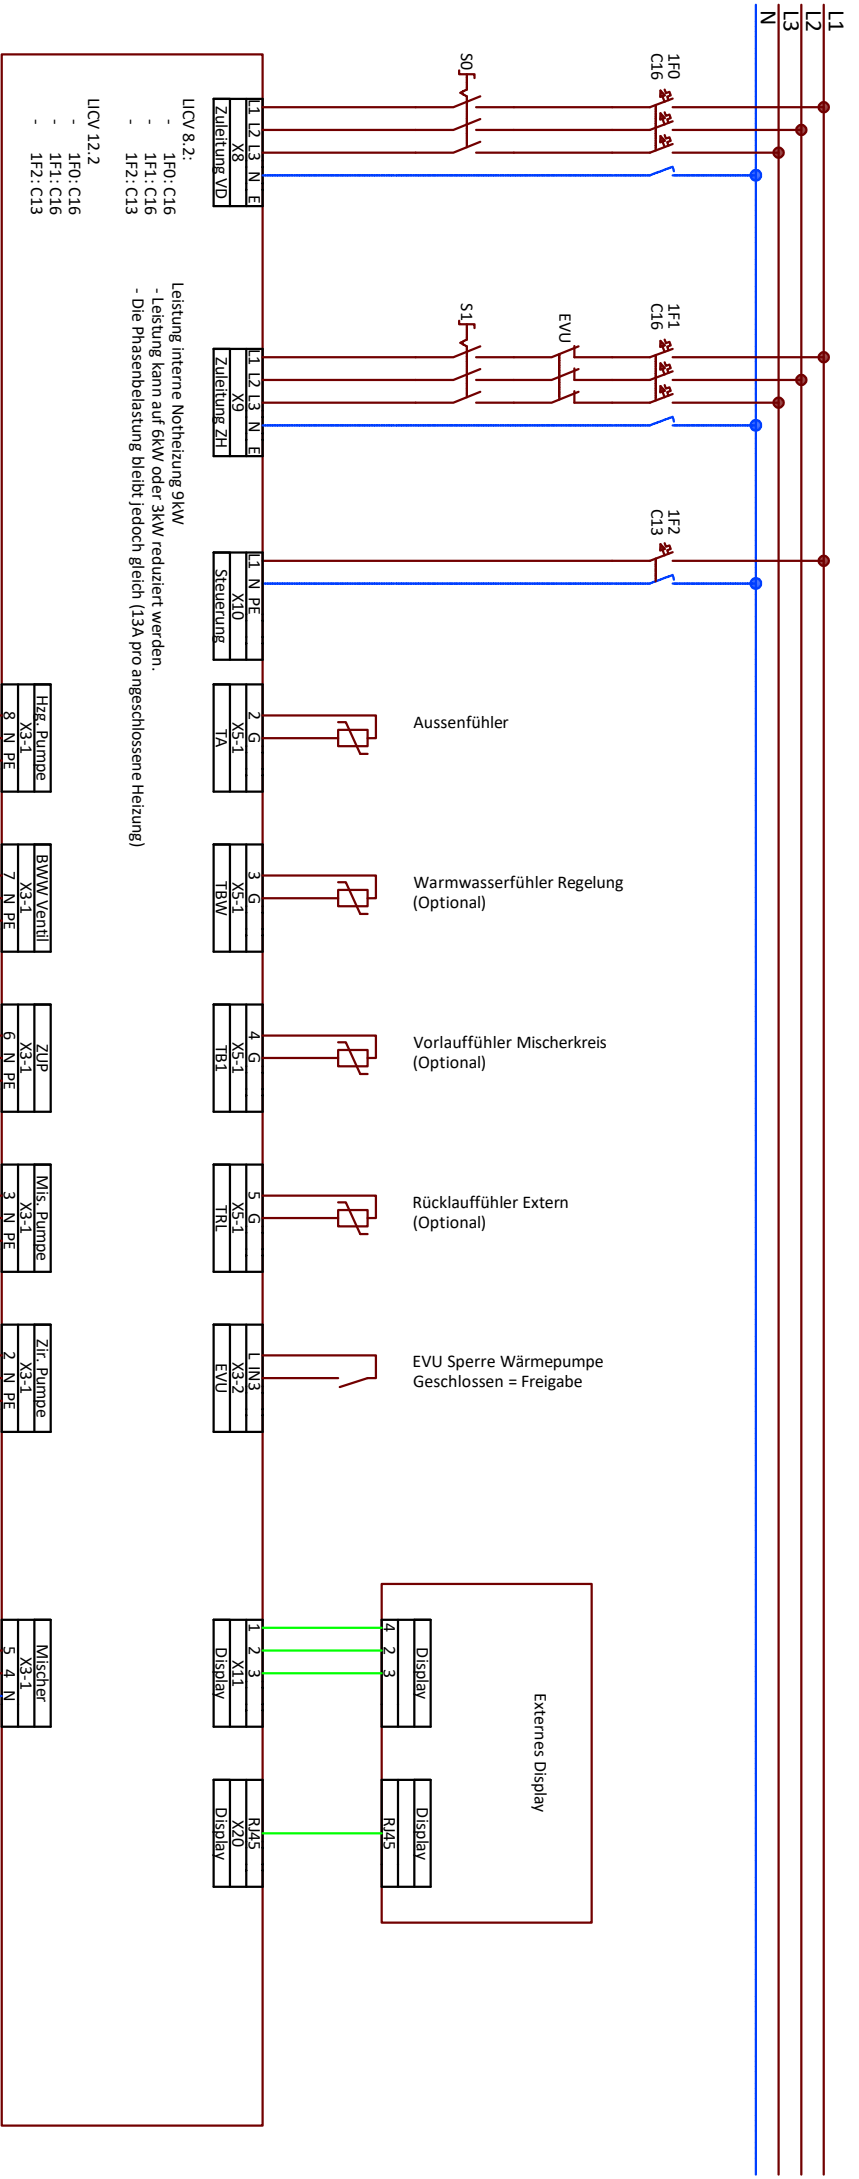 L1
L2
L3
N
1F0
C16
S0
L1 L2 L3 N E
X8
Zuleitung VD
1F1
C16
EVU
S1
L1 L2 L3 N E
X9
Zuleitung ZH
1F2
C13
L1 N PE
X10
Steuerung
Aussenfühler
2 G
X5-1
TA
Warmwasserfühler Regelung
(Optional)
3 G
X5-1
TBW
Vorlauffühler Mischerkreis
(Optional)
4 G
X5-1
TB1
Rücklauffühler Extern
(Optional)
5 G
X5-1
TRL
EVU Sperre Wärmepumpe
Geschlossen = Freigabe
L IN3
X3-2
EVU
Externes Display
Display
4 2 3
1 2 3
X11
Display
Display
RJ45
RJ45
X20
Display
LICV 8.2:
- 1F0: C16
- 1F1: C16
- 1F2: C13
LICV 12.2
- 1F0: C16
- 1F1: C16
- 1F2: C13
Leistung interne Notheizung 9kW
- Leistung kann auf 6kW oder 3kW reduziert werden.
- Die Phasenbelastung bleibt jedoch gleich (13A pro angeschlossene Heizung)
Hzg. Pumpe
X3-1
8 N PE
BWW Ventil
X3-1
7 N PE
ZUP
X3-1
6 N PE
Mis. Pumpe
X3-1
3 N PE
Zir. Pumpe
X3-1
2 N PE
Mischer
X3-1
5 4 N